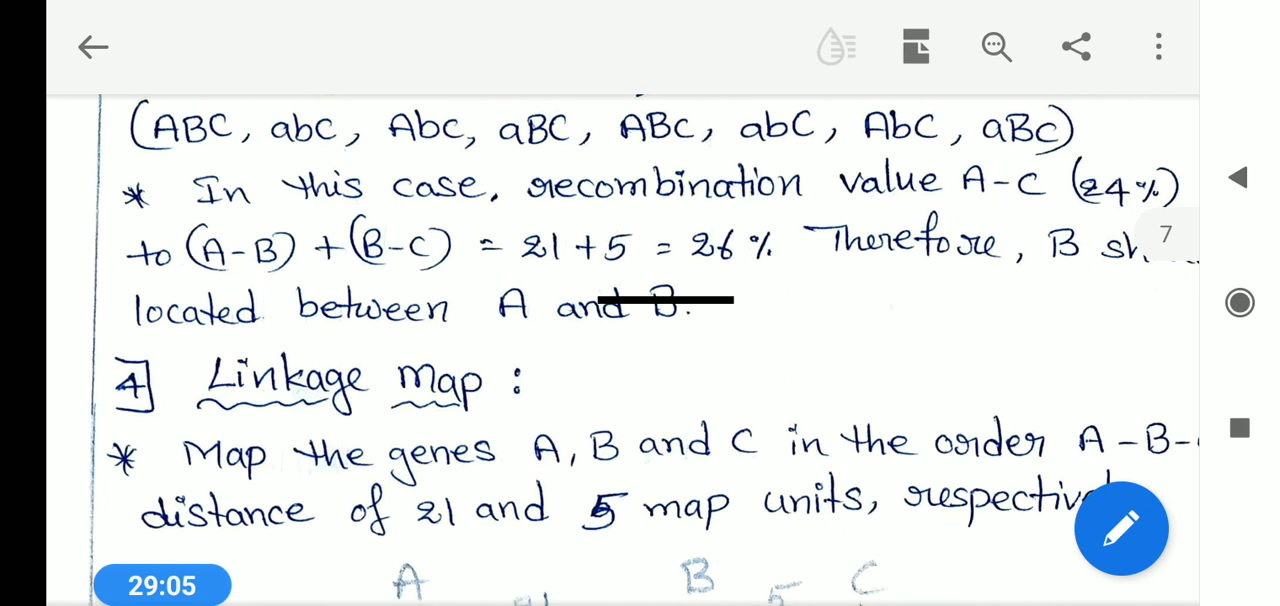 (ABC, abc, Abc, aBC, ABc, abC, AbC, aBc)
* In this case, recombination value A-C (24%)
to (A-B) + (B-C) = 21 + 5 = 26 % Therefore, B
7
located between A and B.
4 Linkage Map :
* Map the genes A, B and C in the order A-B-
distance of 21 and 5 map units,
A B 5 C
29:05